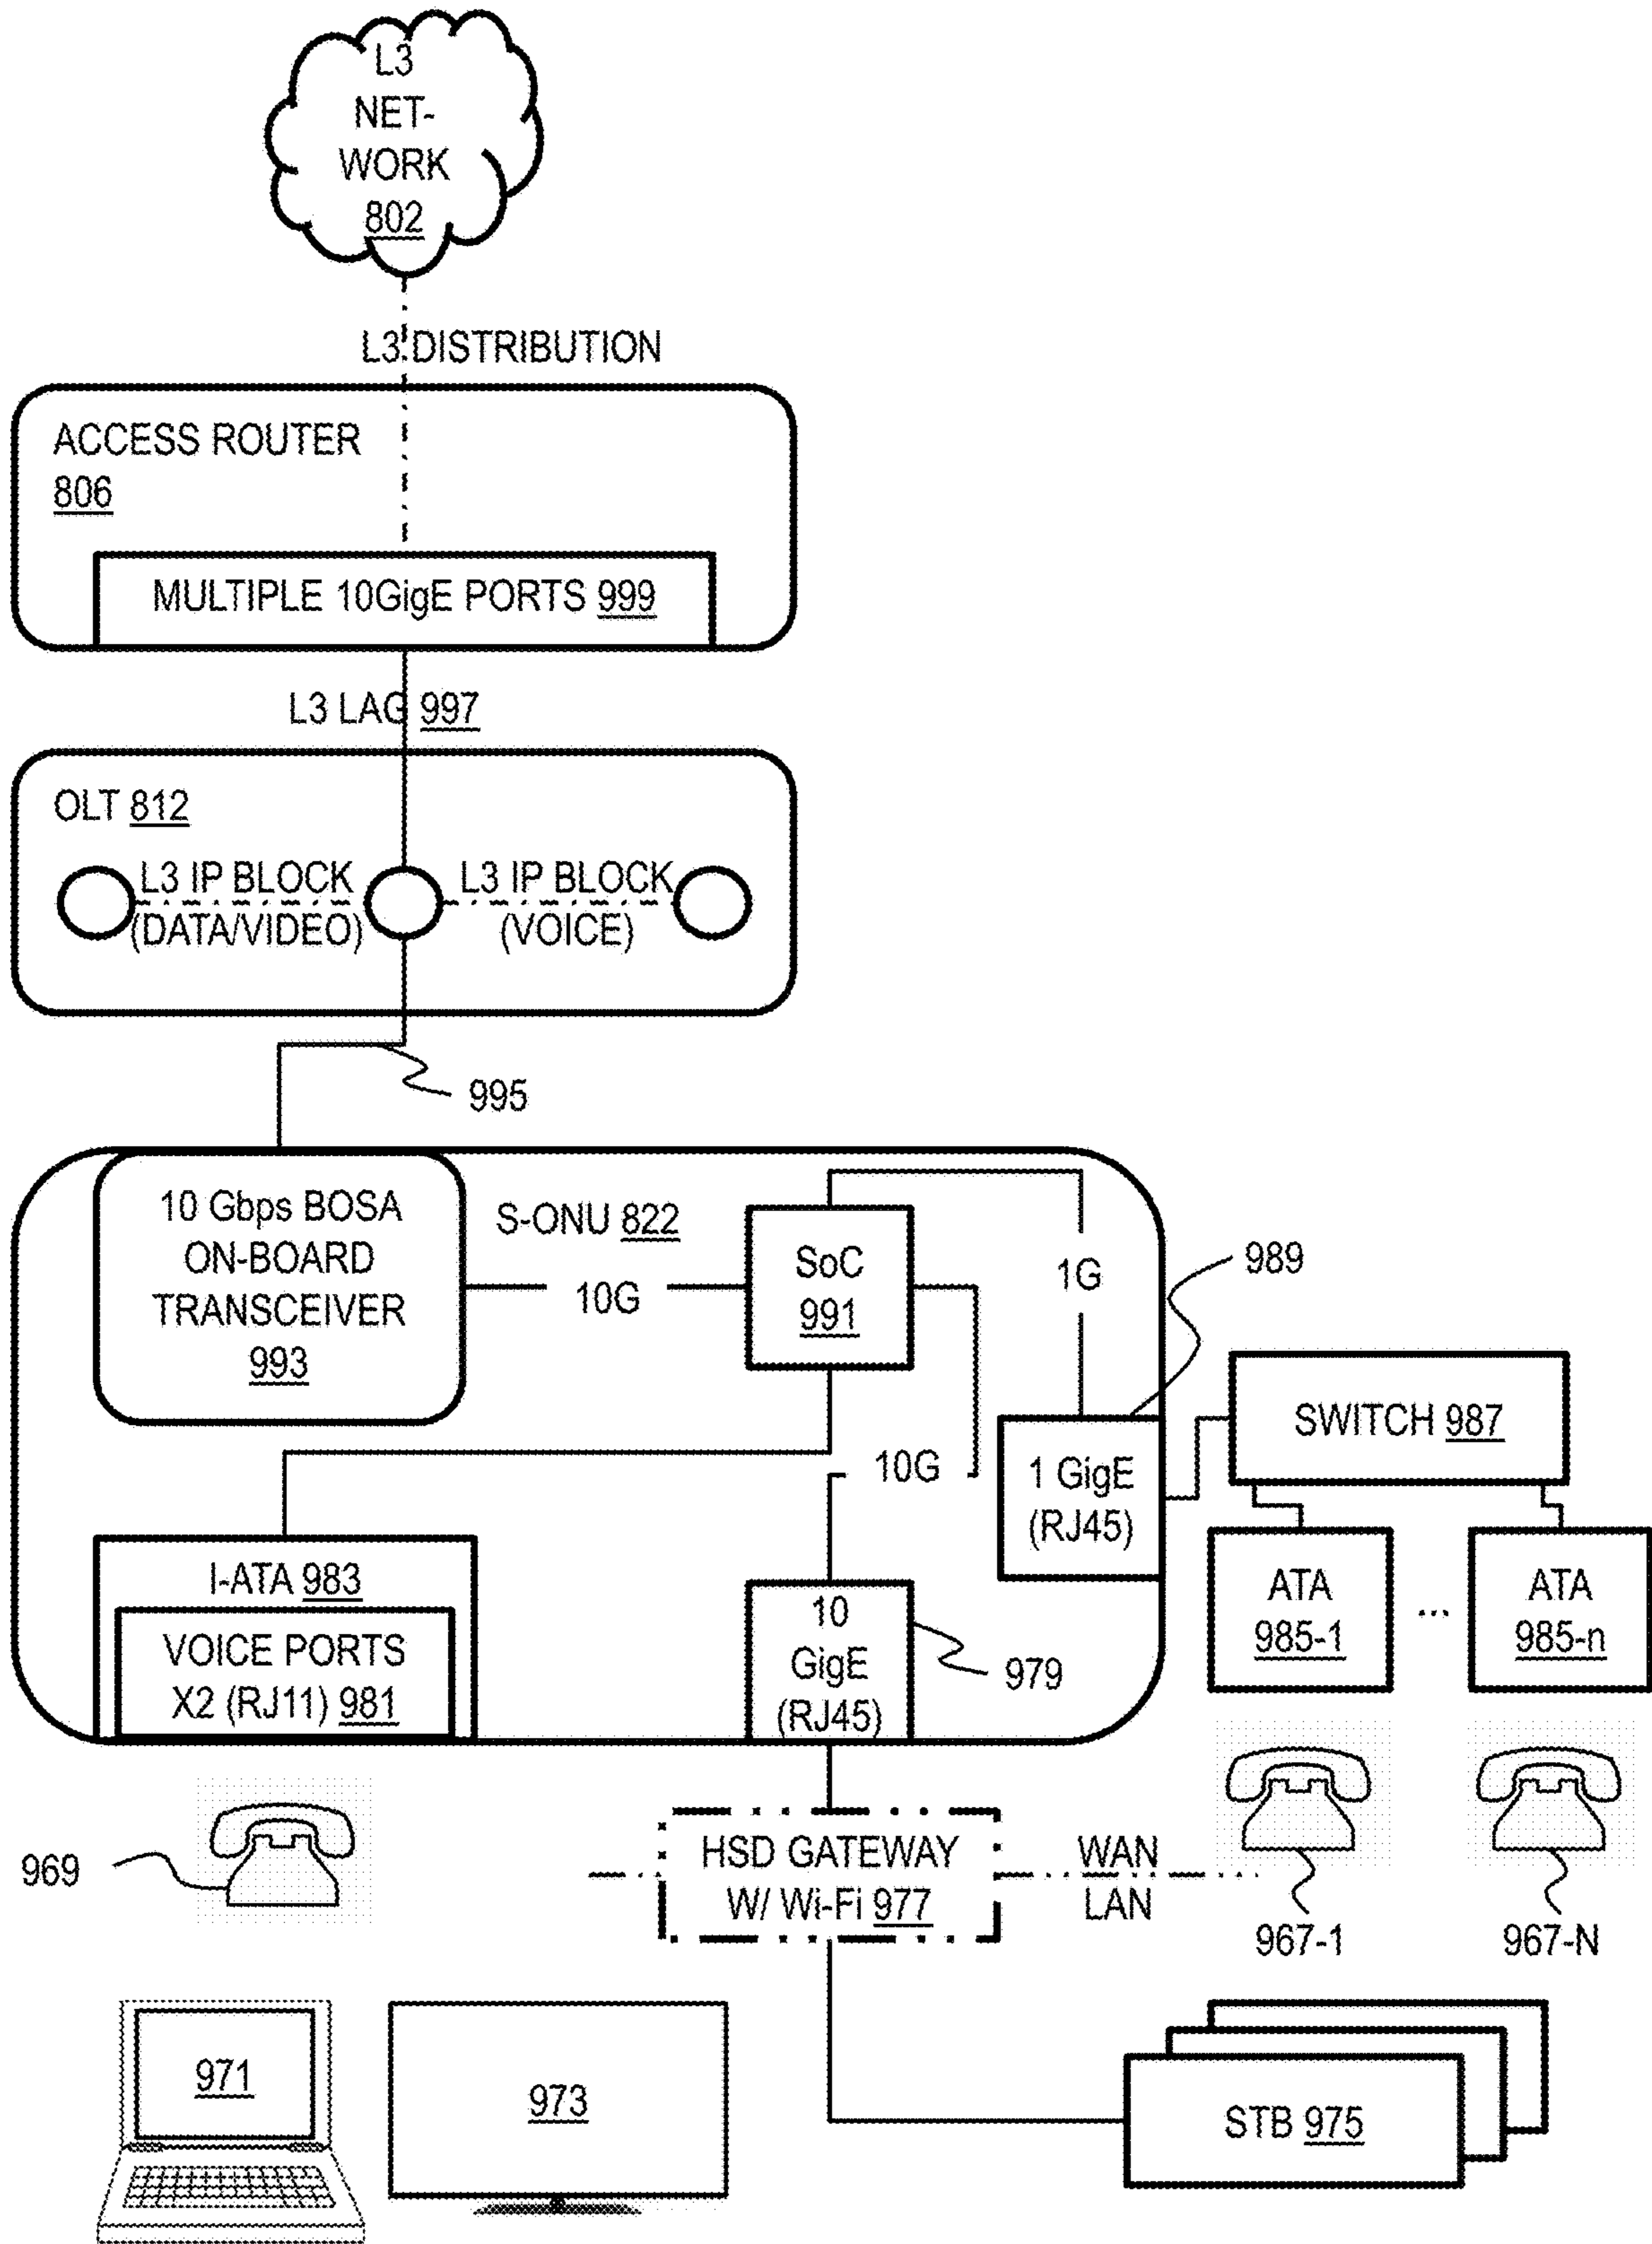 L3
NET-
WORK
802
L3 DISTRIBUTION
ACCESS ROUTER
806
MULTIPLE 10GigE PORTS 999
L3 LAG 997
OLT 812
L3 IP BLOCK
(DATA/VIDEO)
L3 IP BLOCK
(VOICE)
995
10 Gbps BOSA
ON-BOARD
TRANSCEIVER
993
S-ONU 822
10G
SoC
991
1G
989
10G
1 GigE
(RJ45)
SWITCH 987
ATA
985-1
...
ATA
985-n
I-ATA 983
VOICE PORTS
X2 (RJ11) 981
10
GigE
(RJ45)
979
969
HSD GATEWAY
W/ Wi-Fi 977
WAN
LAN
967-1
967-N
971
973
STB 975